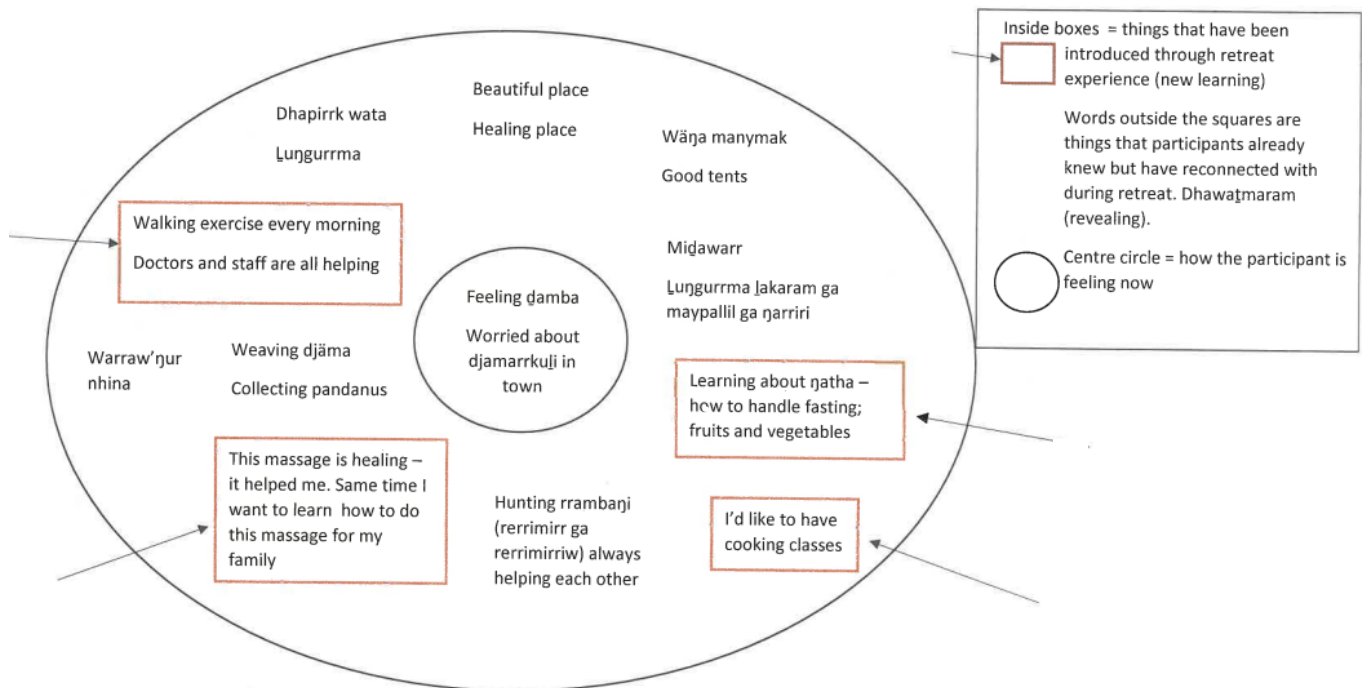 Beautiful place
Healing place
Dhapirrk wata
Ḻuŋgurrma
Wäŋa manymak
Good tents
Walking exercise every morning
Doctors and staff are all helping
Miḏawarr
Ḻuŋgurrma ḻakaram ga
maypallil ga ŋarriri
Feeling ḏamba
Worried about
djamarrkuḻi in
town
Warraw'ŋur
nhina
Weaving djäma
Collecting pandanus
Learning about ŋatha –
how to handle fasting;
fruits and vegetables
This massage is healing –
it helped me. Same time I
want to learn how to do
this massage for my
family
Hunting rrambaŋi
(rerrimirr ga
rerrimirriw) always
helping each other
I'd like to have
cooking classes
Inside boxes = things that have been
introduced through retreat
experience (new learning)
Words outside the squares are
things that participants already
knew but have reconnected with
during retreat. Dhawaṯmaram
(revealing).
Centre circle = how the participant is
feeling now